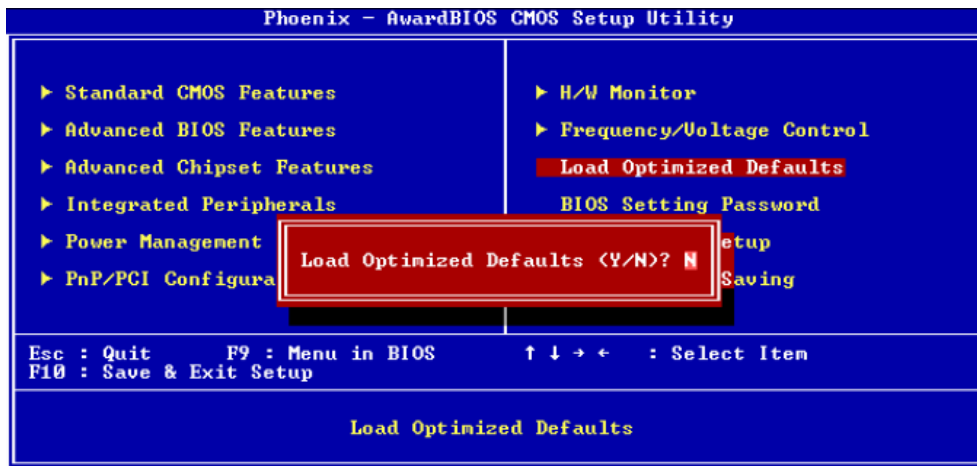 Phoenix - AwardBIOS CMOS Setup Utility
► Standard CMOS Features
► Advanced BIOS Features
► Advanced Chipset Features
► Integrated Peripherals
► Power Management
► PnP/PCI Configura
► H/W Monitor
► Frequency/Voltage Control
Load Optimized Defaults
BIOS Setting Password
etup
Saving
Load Optimized Defaults (Y/N)? N
Esc : Quit F9 : Menu in BIOS ↑ ↓ → ← : Select Item
F10 : Save & Exit Setup
Load Optimized Defaults